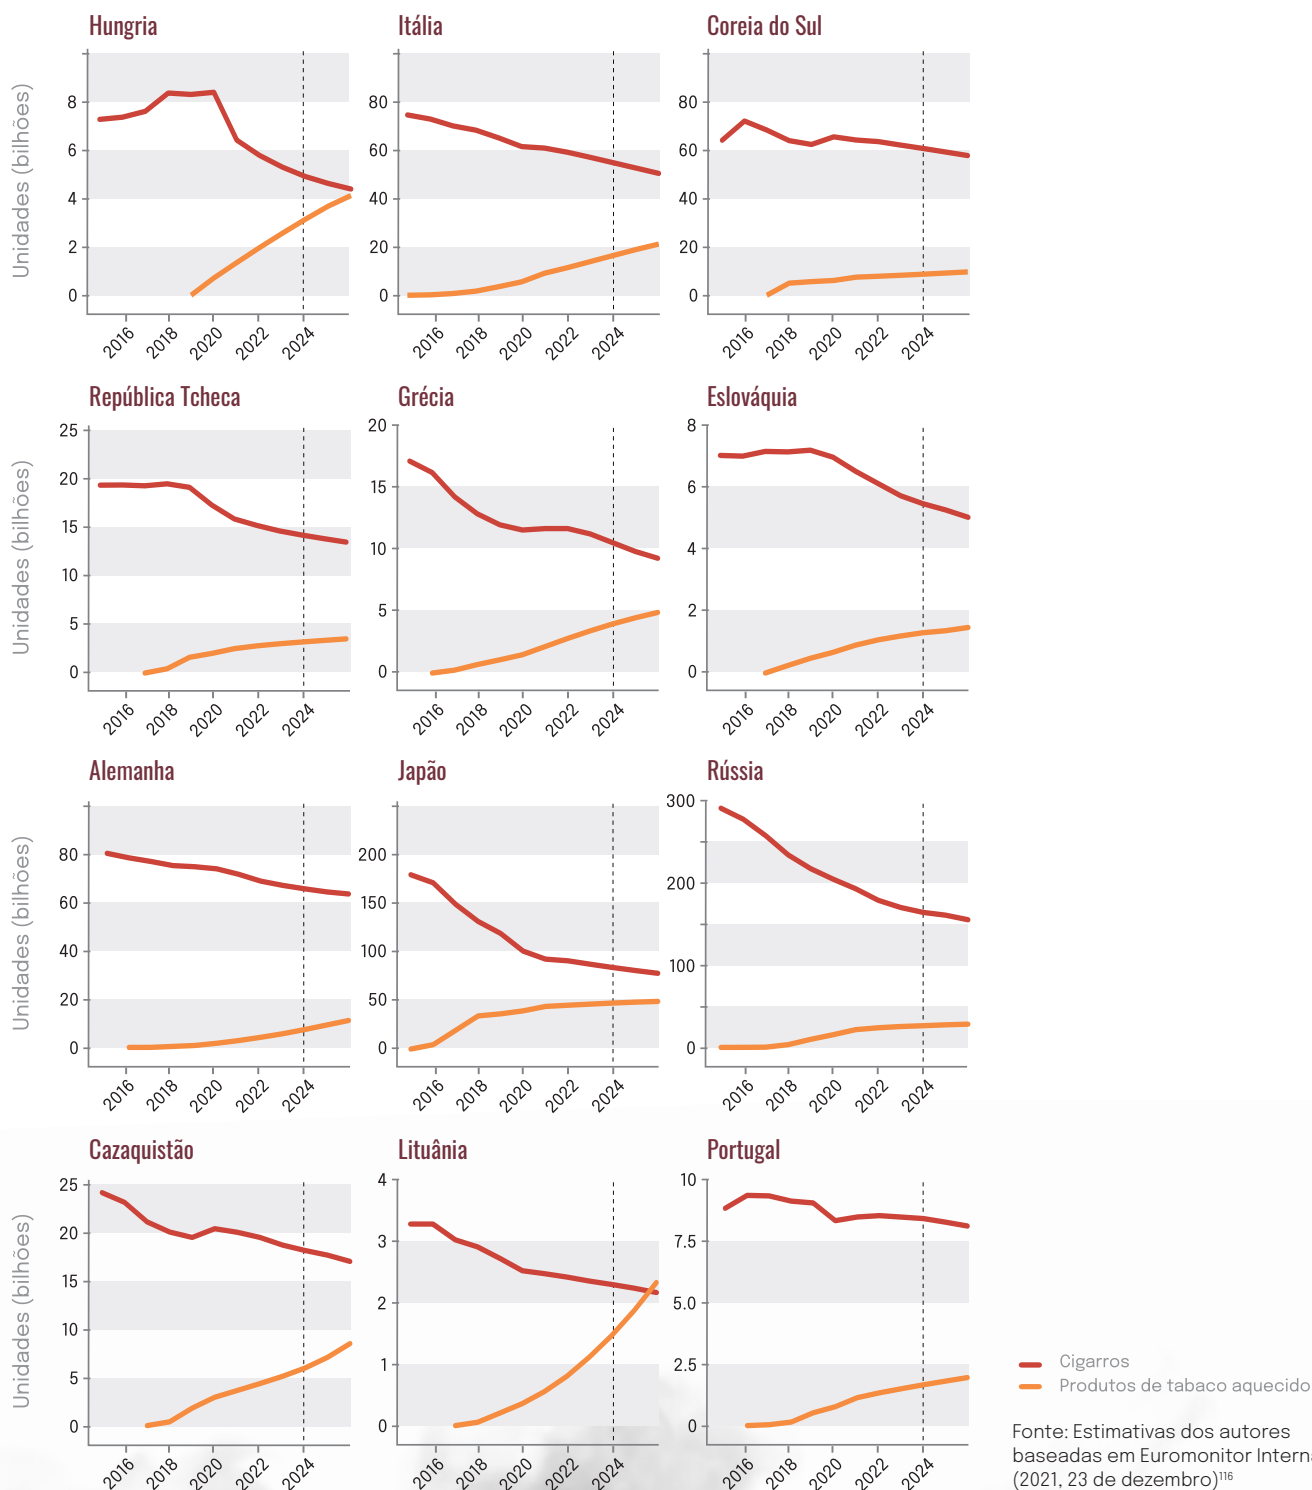 Hungria
Itália
Coreia do Sul
Unidades (bilhões)
8
6
4
2
0
80
60
40
20
0
80
60
40
20
0
2016 2018 2020 2022 2024
2016 2018 2020 2022 2024
2016 2018 2020 2022 2024
República Tcheca
Grécia
Eslováquia
Unidades (bilhões)
25
20
15
10
5
0
20
15
10
5
0
8
6
4
2
0
2016 2018 2020 2022 2024
2016 2018 2020 2022 2024
2016 2018 2020 2022 2024
Alemanha
Japão
Rússia
Unidades (bilhões)
80
60
40
20
0
200
150
100
50
0
300
200
100
0
2016 2018 2020 2022 2024
2016 2018 2020 2022 2024
2016 2018 2020 2022 2024
Cazaquistão
Lituânia
Portugal
Unidades (bilhões)
25
20
15
10
5
0
4
3
2
1
0
10
7.5
5.0
2.5
0
2016 2018 2020 2022 2024
2016 2018 2020 2022 2024
2016 2018 2020 2022 2024
Cigarros
Produtos de tabaco aquecido
Fonte: Estimativas dos autores
baseadas em Euromonitor
(2021, 23 de dezembro)¹¹⁶